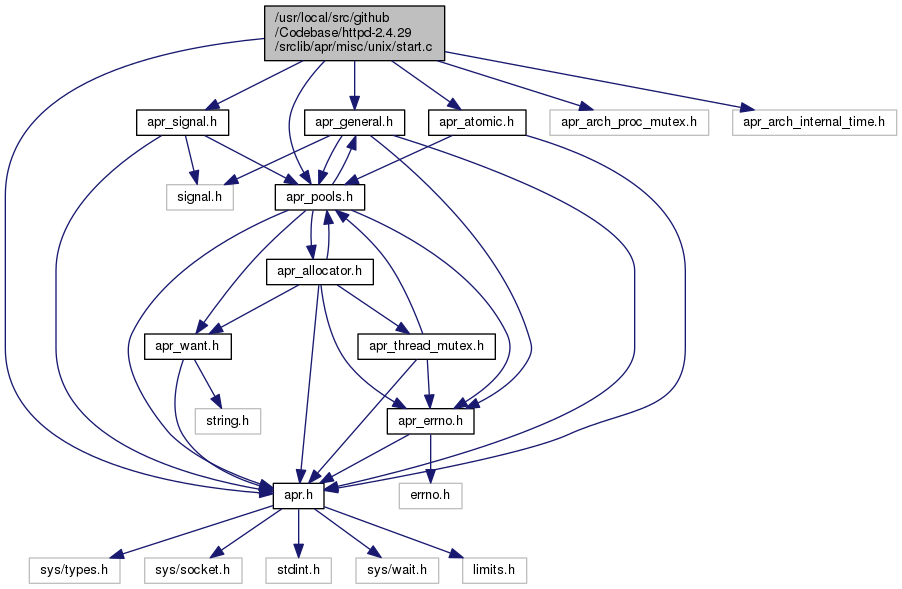 /usr/local/src/github
/Codebase/httpd-2.4.29
/srclib/apr/misc/unix/start.c
apr_signal.h
apr_general.h
apr_atomic.h
apr_arch_proc_mutex.h
apr_arch_internal_time.h
signal.h
apr_pools.h
apr_allocator.h
apr_want.h
apr_thread_mutex.h
string.h
apr_errno.h
apr.h
errno.h
sys/types.h
sys/socket.h
stdint.h
sys/wait.h
limits.h